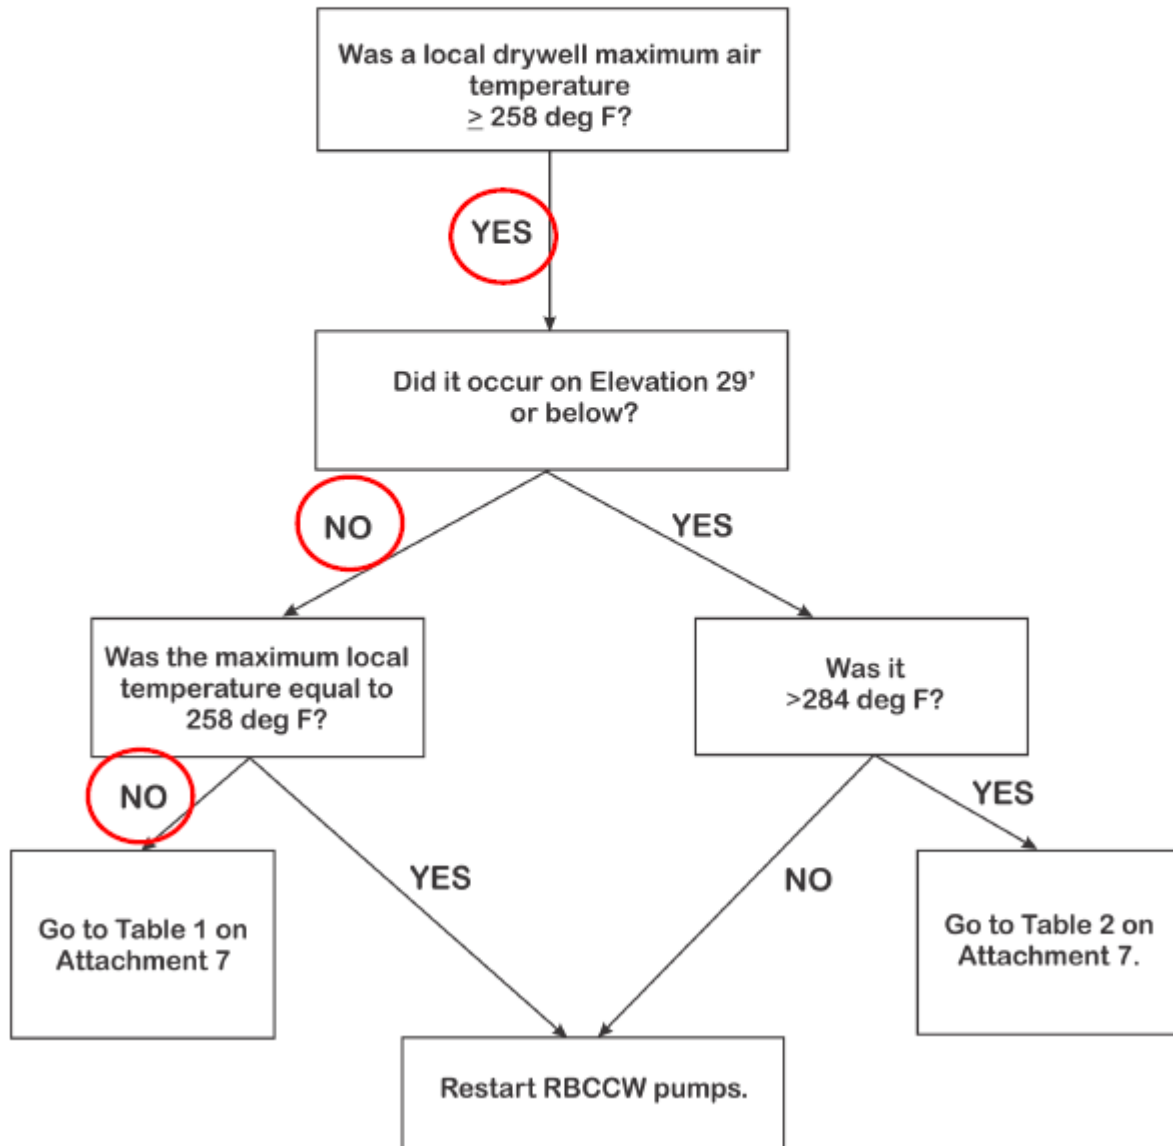 Was a local drywell maximum air
temperature
≥ 258 deg F?
YES
Did it occur on Elevation 29’
or below?
NO
YES
Was the maximum local
temperature equal to
258 deg F?
Was it
>284 deg F?
NO
YES
YES
NO
Go to Table 1 on
Attachment 7
Go to Table 2 on
Attachment 7.
Restart RBCCW pumps.